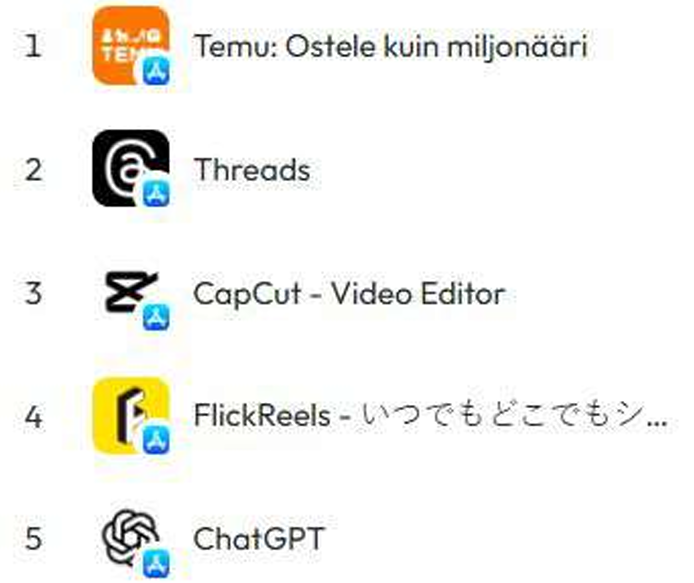 1 Temu: Ostele kuin miljonääri
2 Threads
3 CapCut - Video Editor
4 FlickReels - いつでもどこでもシ...
5 ChatGPT